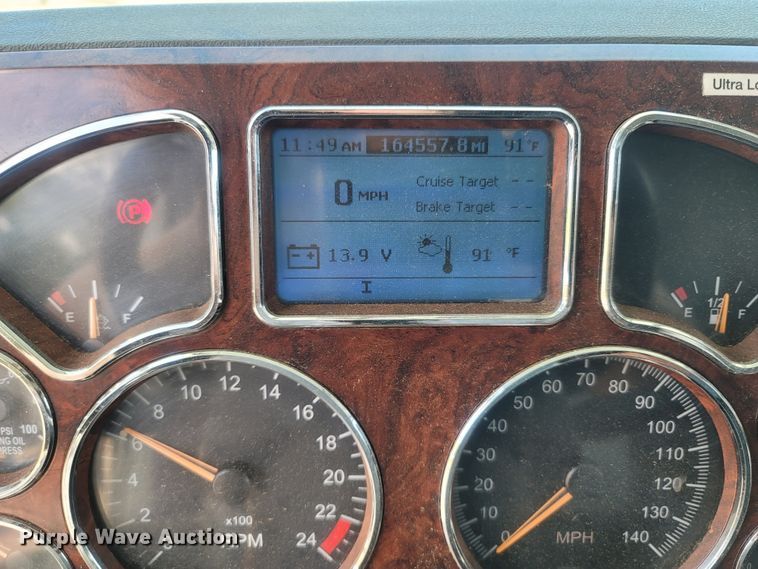 Ultra Lo
11:49 AM 164557.8 MI 91°F
0 MPH
Cruise Target --
Brake Target --
13.9 V 91 °F
I
P
E F
E 1/2 F
2 4 6 8 10 12 14 16 18 20 22 24
x100
RPM
0 10 20 30 40 50 60 70 80 90 100 110 120 130 140
MPH
PSI 100
PRESS
Purple Wave Auction